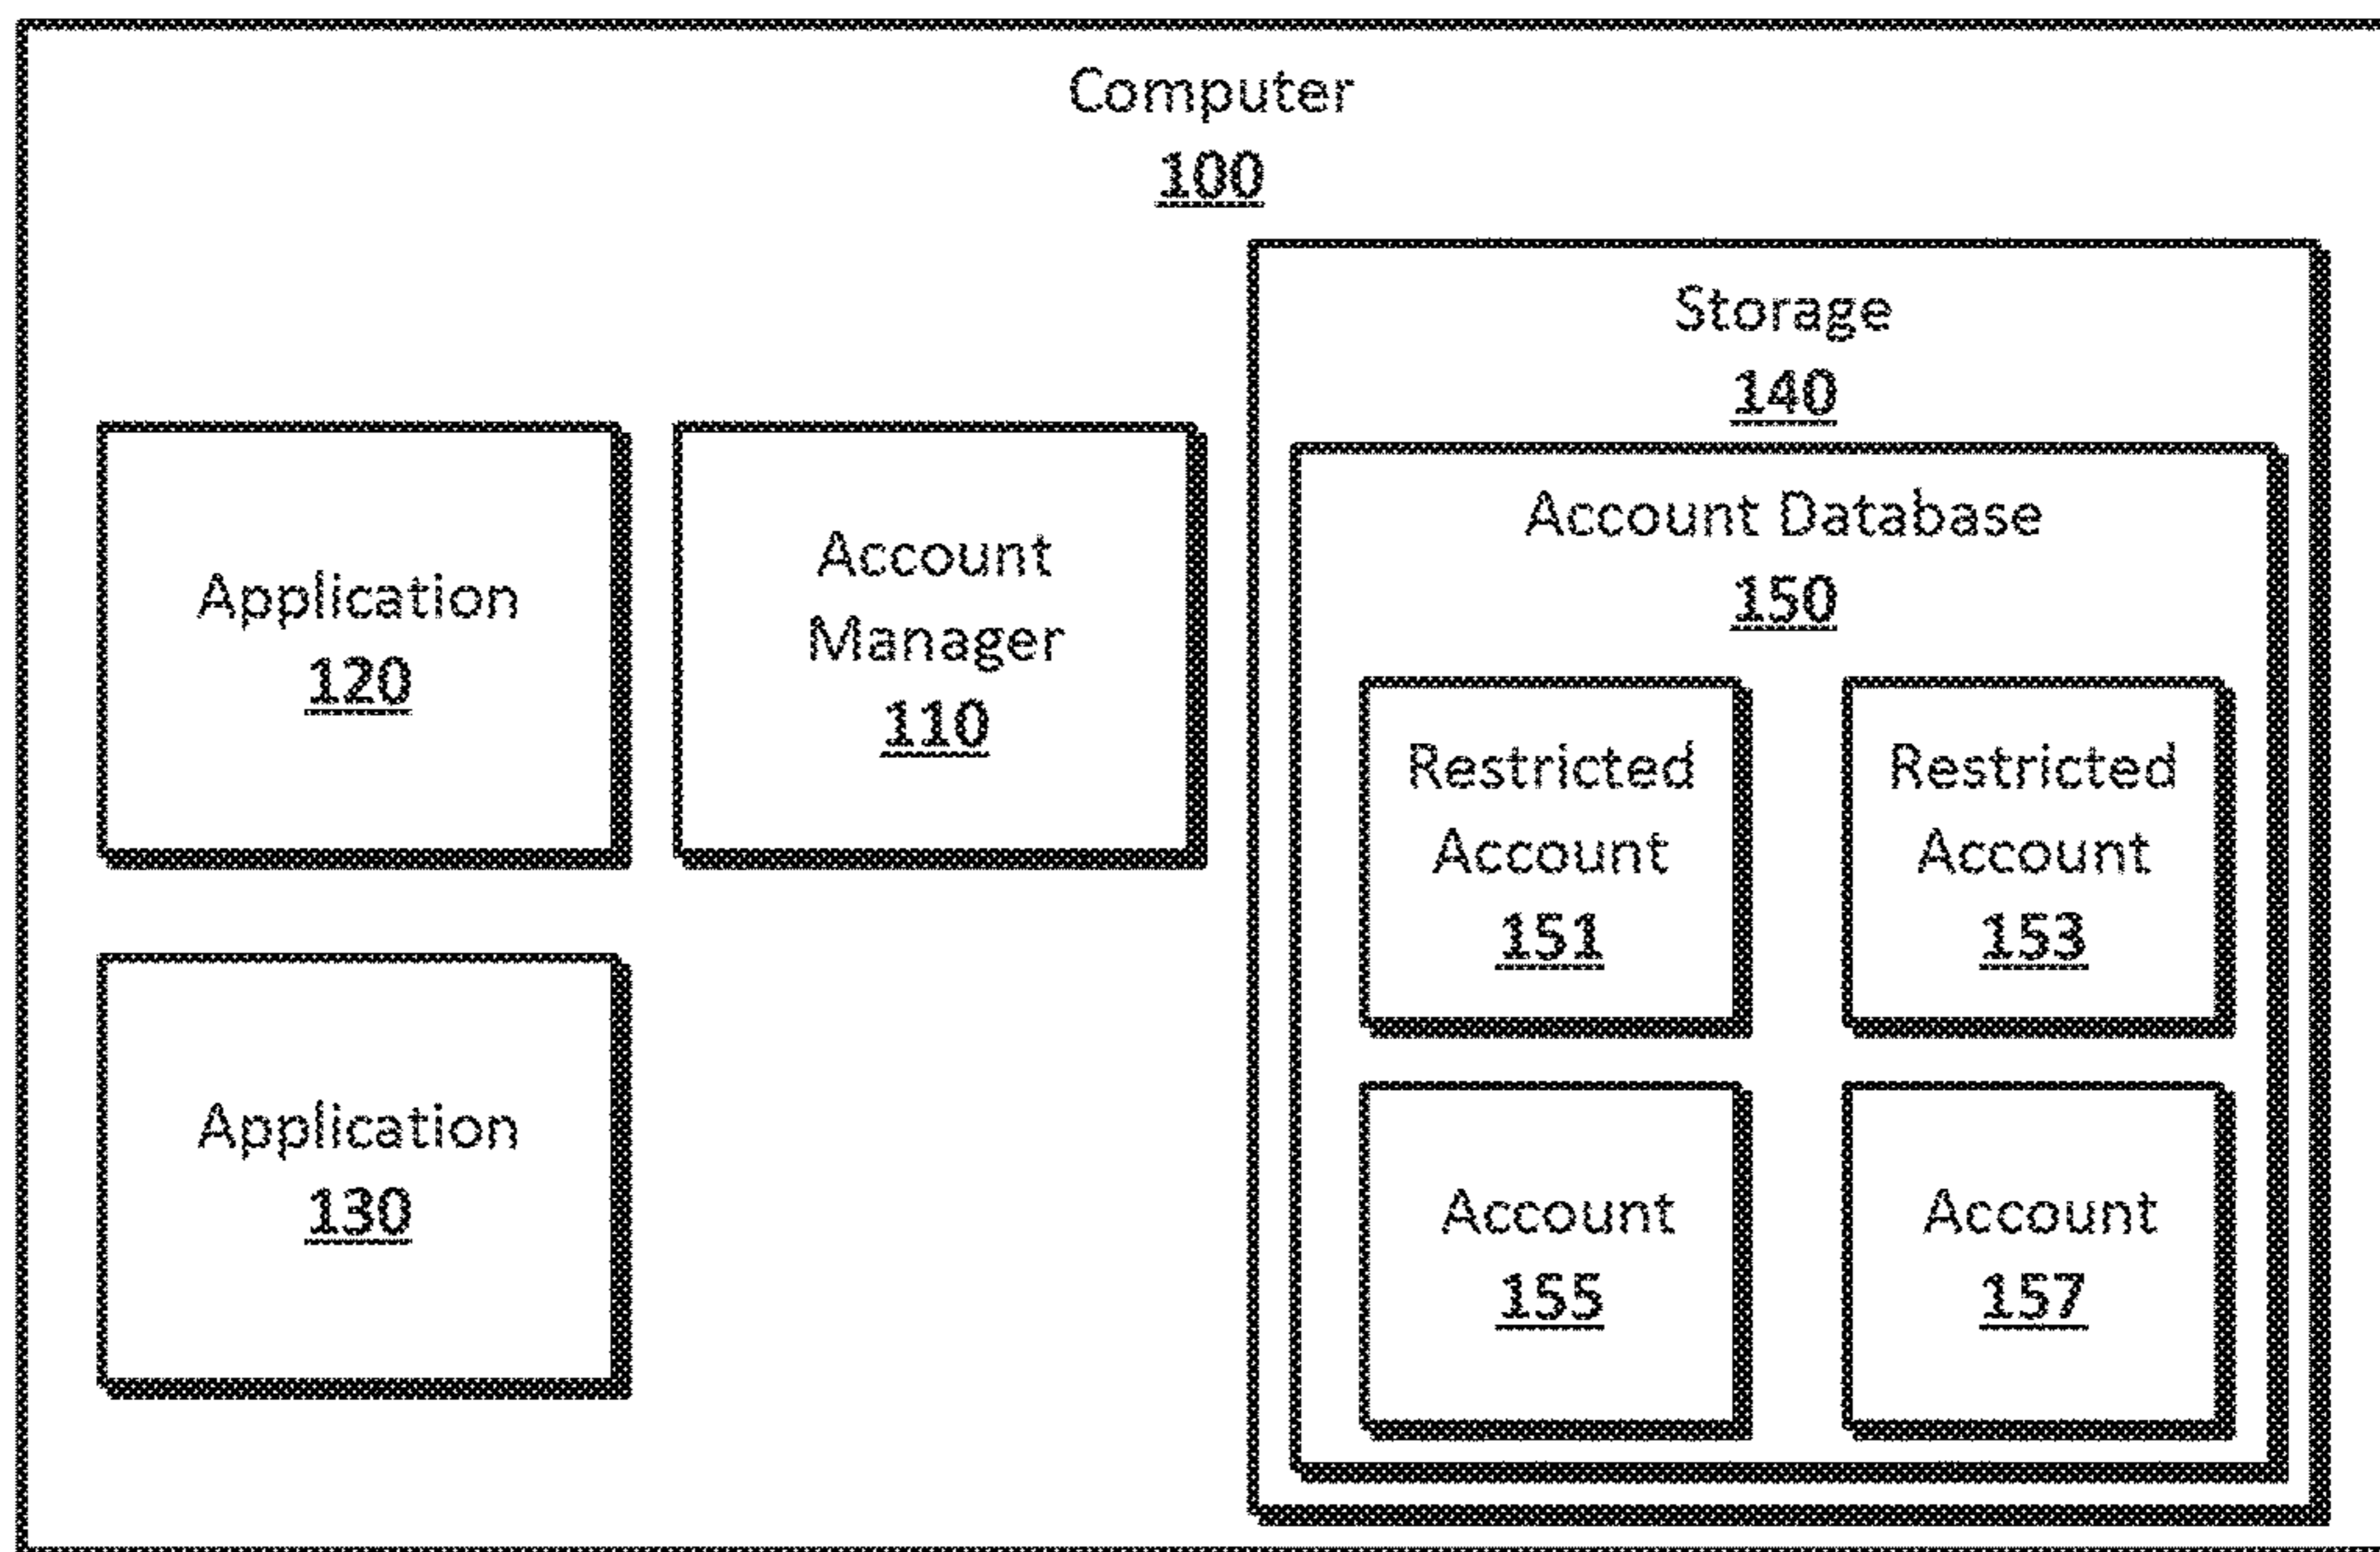 Computer
100
Storage
140
Application
120
Account
Manager
110
Account Database
150
Restricted
Account
151
Restricted
Account
153
Application
130
Account
155
Account
157